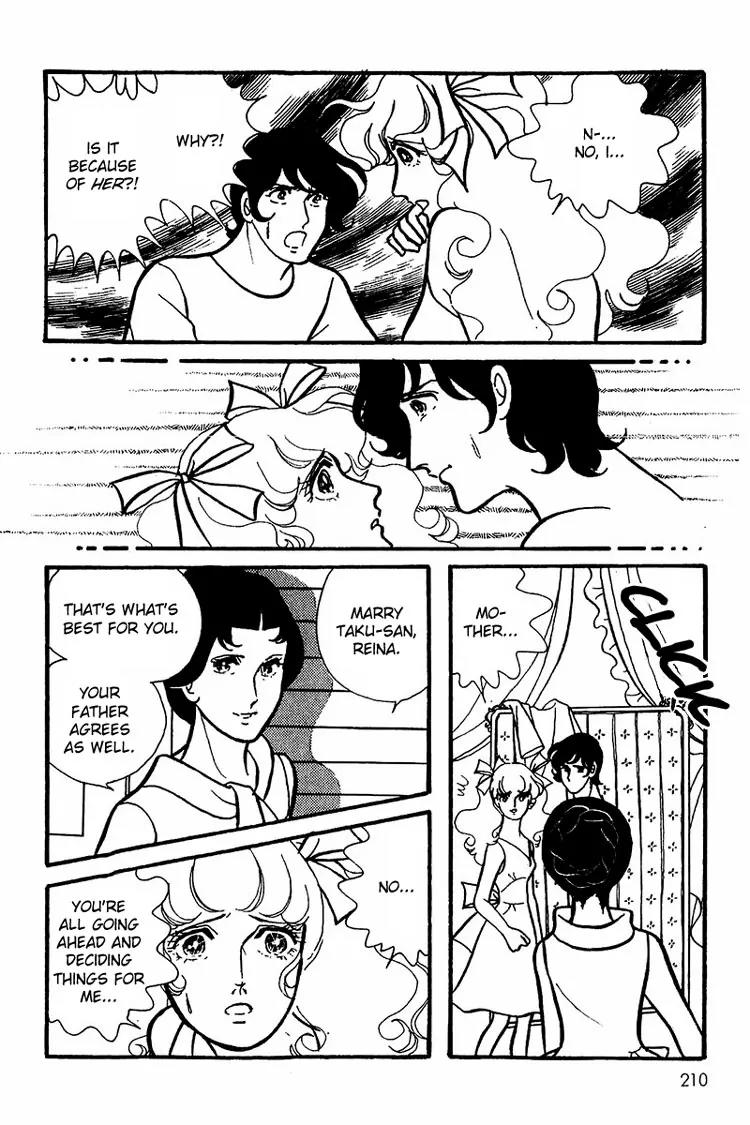 N-...
NO, I...
WHY?!
IS IT
BECAUSE
OF HER?!
CLICK
MO-
THER...
MARRY
TAKU-SAN,
REINA.
THAT'S WHAT'S
BEST FOR YOU.
YOUR
FATHER
AGREES
AS WELL.
NO...
YOU'RE
ALL GOING
AHEAD AND
DECIDING
THINGS FOR
ME...
210